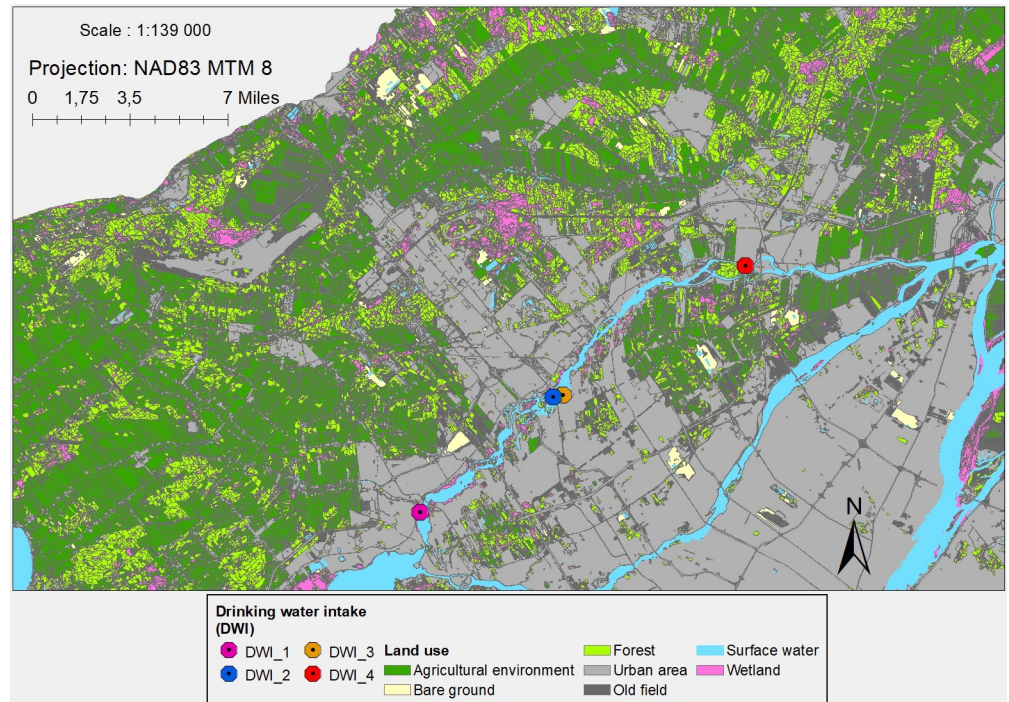 Scale : 1:139 000
Projection: NAD83 MTM 8
0 1,75 3,5 7 Miles
N
Drinking water intake
(DWI)
DWI_1 DWI_3 Land use Forest Surface water
DWI_2 DWI_4 Agricultural environment Urban area Wetland
Bare ground Old field